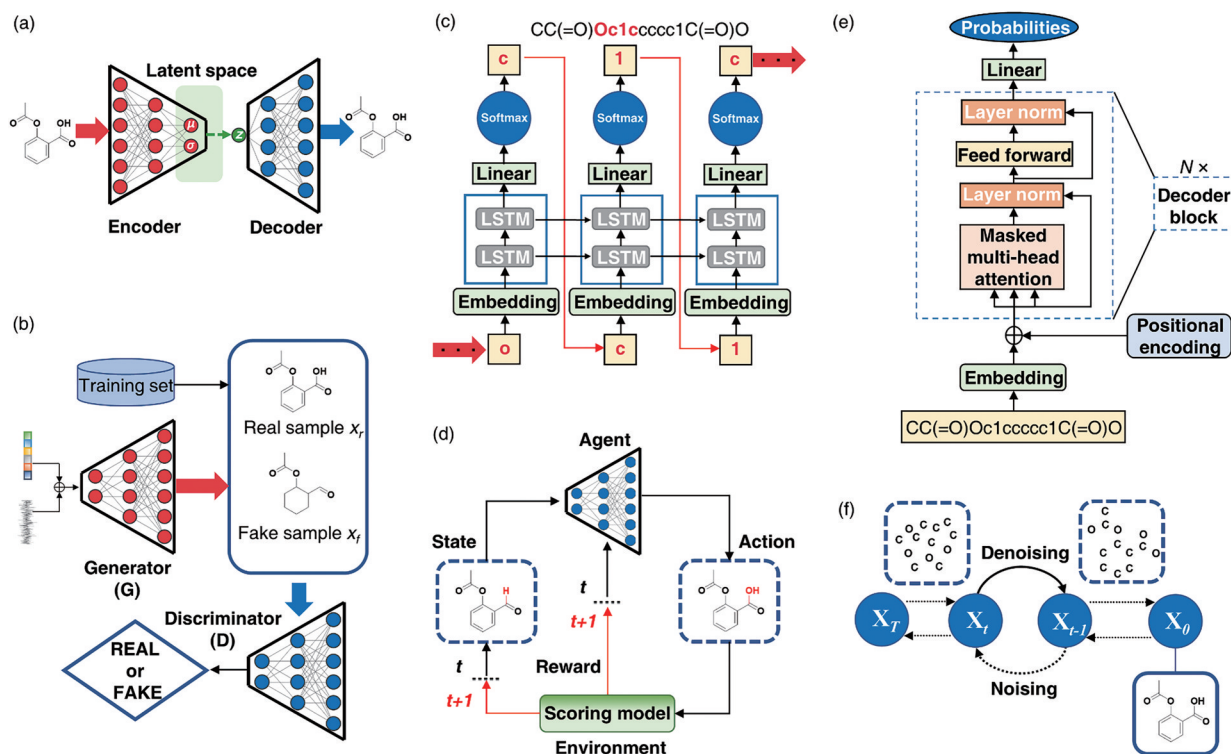 (a)
Latent space
O
O
OH
O
μ
σ
z
O
O
OH
O
Encoder
Decoder
(b)
Training set
O
O
OH
O
Real sample x_r
O
O
O
Fake sample x_f
Generator
(G)
Discriminator
(D)
REAL
or
FAKE
(c)
CC(=O)Oc1ccccc1C(=O)O
c
1
c
Softmax
Softmax
Softmax
Linear
Linear
Linear
LSTM
LSTM
LSTM
LSTM
LSTM
LSTM
Embedding
Embedding
Embedding
o
c
1
(d)
Agent
State
Action
O
O
H
O
O
O
OH
O
t
t+1
t
t+1
Reward
Scoring model
Environment
(e)
Probabilities
Linear
Layer norm
Feed forward
Layer norm
Masked
multi-head
attention
N ×
Decoder
block
Positional
encoding
Embedding
CC(=O)Oc1ccccc1C(=O)O
(f)
O C C C
C C C
O O C
C C O C
C
O O
C C C
C O
C C
C C
Denoising
X_T
X_t
X_t-1
X_0
Noising
O
O
OH
O